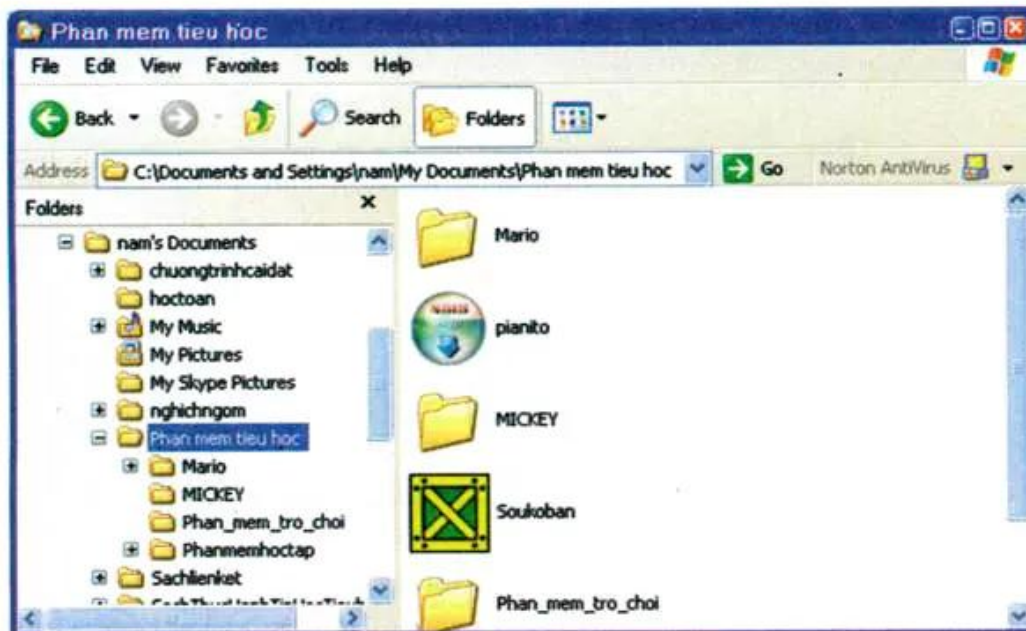 Phan mem tieu hoc
File Edit View Favorites Tools Help
Back Search Folders
Address C:\Documents and Settings\nam\My Documents\Phan mem tieu hoc Go Norton AntiVirus
Folders
nam's Documents
chuongtrinhcaidat
hoctoan
My Music
My Pictures
My Skype Pictures
nghichngom
Phan mem tieu hoc
Mario
MICKEY
Phan_mem_tro_choi
Phanmemhoctap
Sachlienket
Mario
pianito
MICKEY
Soukoban
Phan_mem_tro_choi